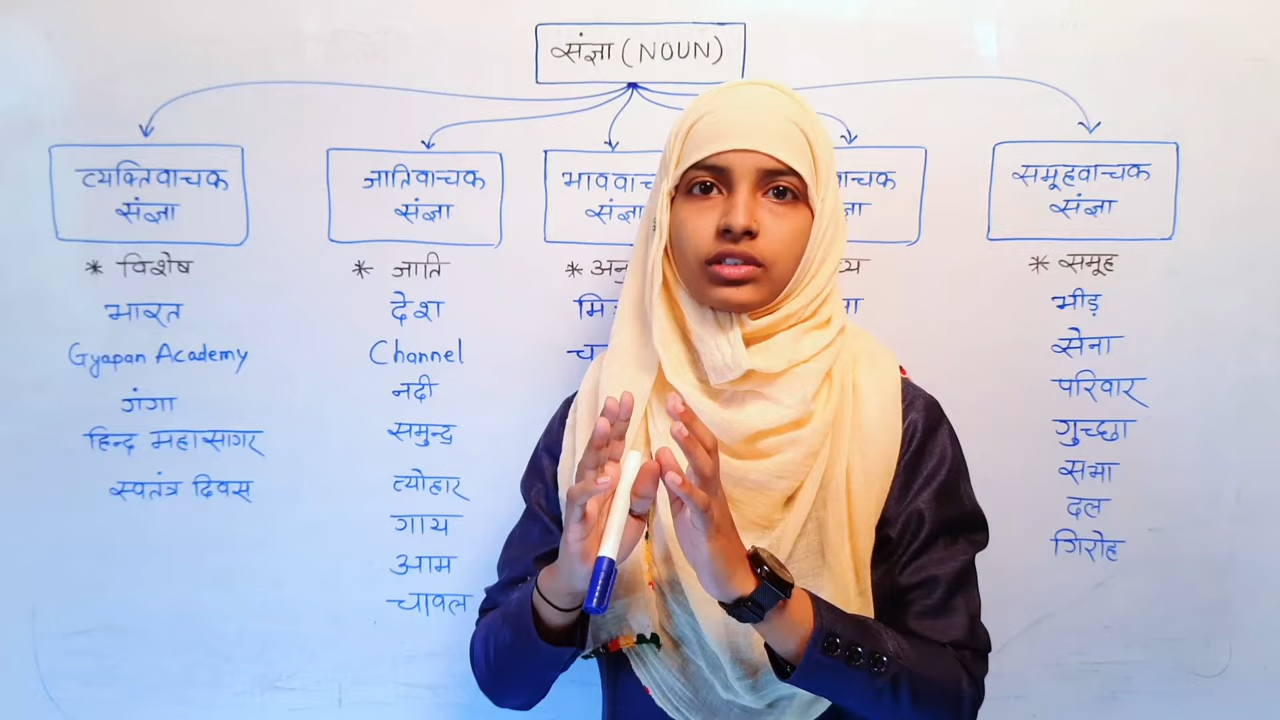 संज्ञा (NOUN)
व्यक्तिवाचक
संज्ञा
* विशेष
भारत
Gyapan Academy
गंगा
हिन्द महासागर
स्वतंत्र दिवस
जातिवाचक
संज्ञा
* जाति
देश
Channel
नदी
समुन्द्र
त्योहार
गाय
आम
चावल
संज्ञा
समूहवाचक
संज्ञा
* समूह
भीड़
सेना
परिवार
गुच्छा
सभा
दल
गिरोह